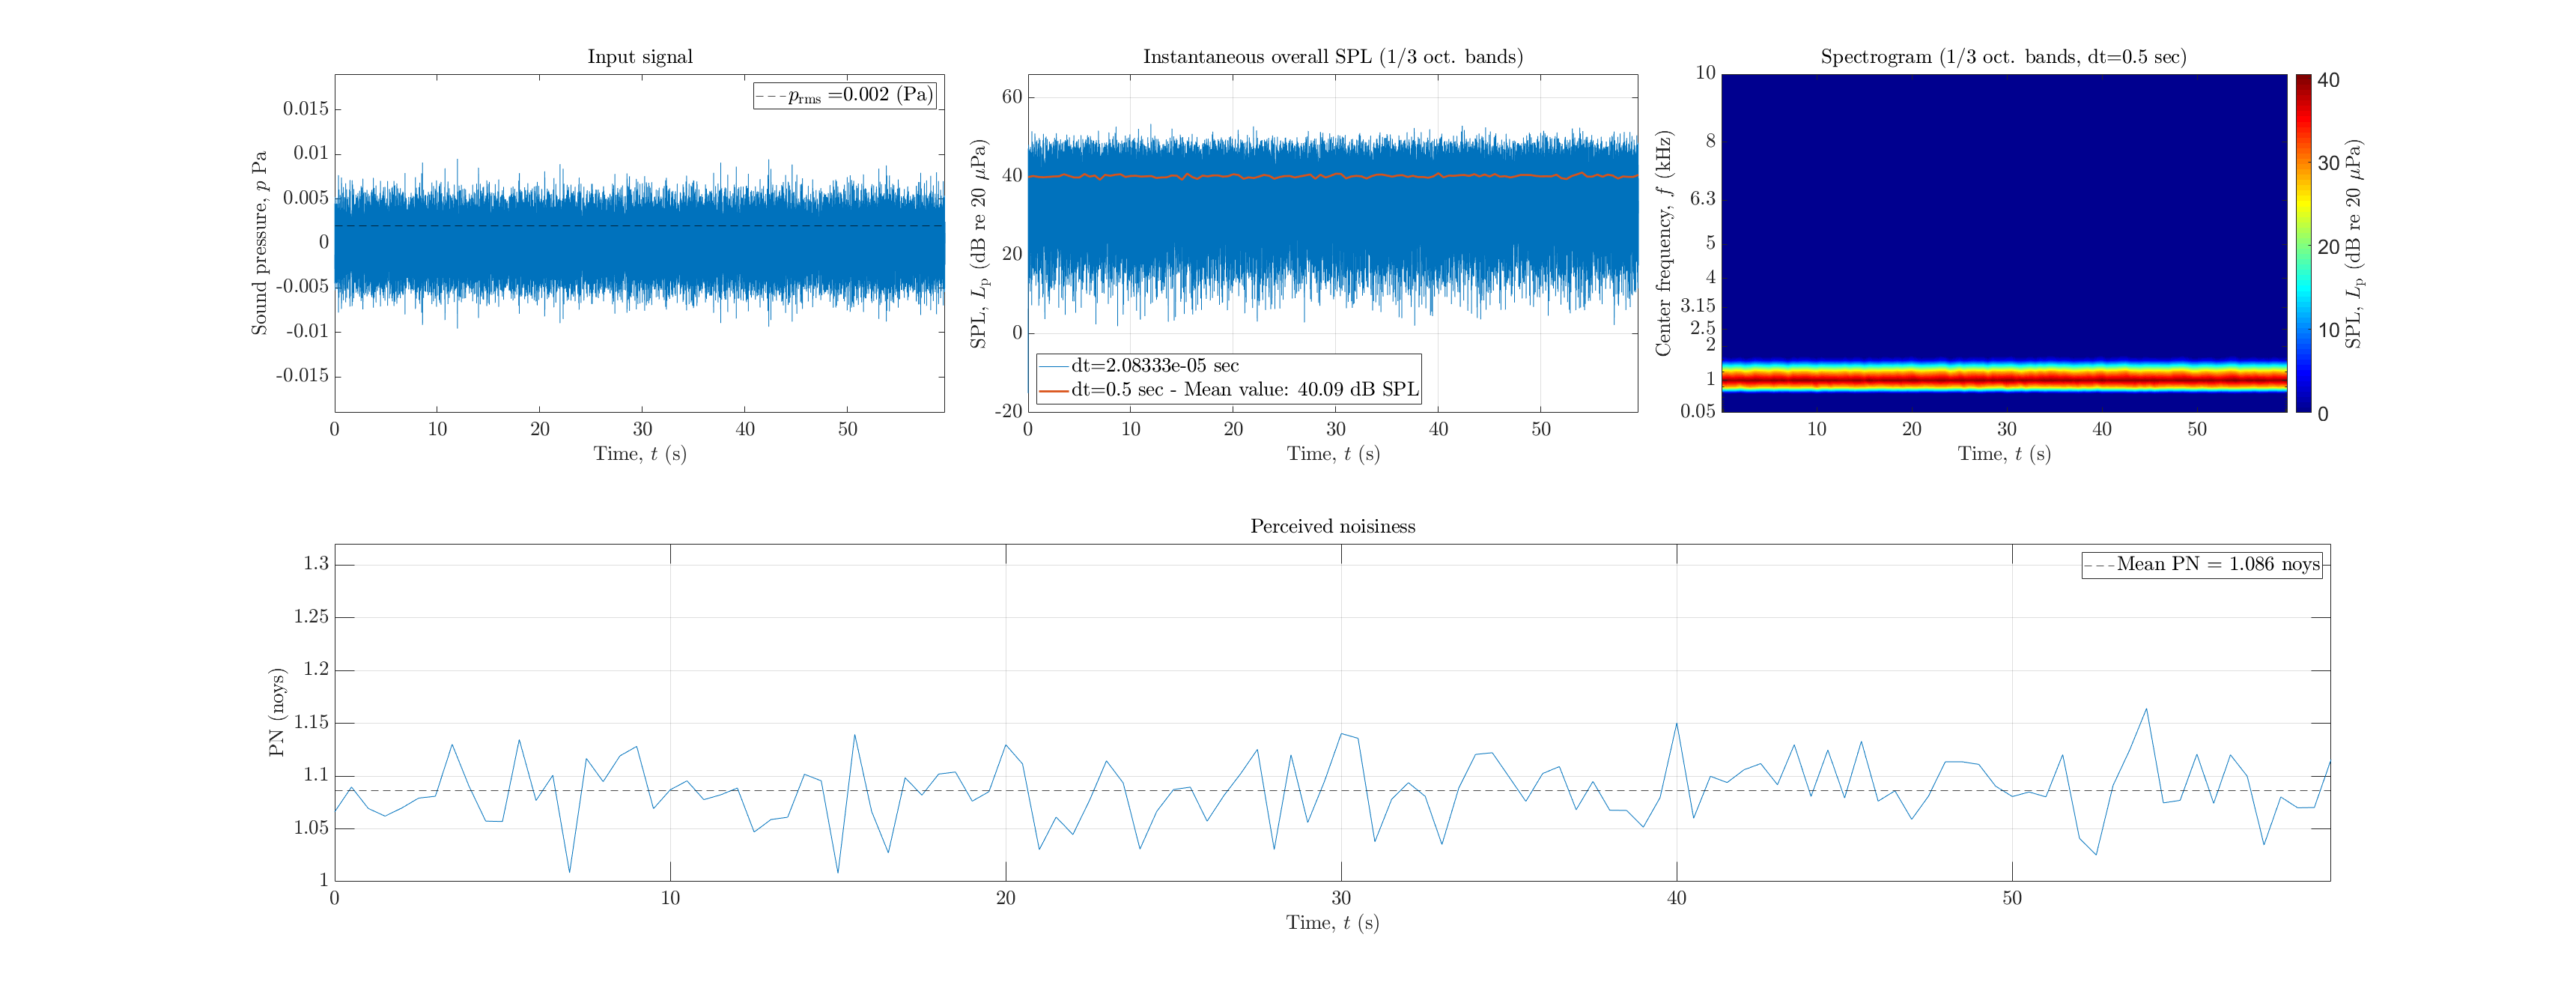 Input signal
0.015
0.01
0.005
0
-0.005
-0.01
-0.015
Sound pressure, p Pa
p_rms =0.002 (Pa)
0 10 20 30 40 50
Time, t (s)
Instantaneous overall SPL (1/3 oct. bands)
60
40
20
0
-20
SPL, L_p (dB re 20 μPa)
dt=2.08333e-05 sec
dt=0.5 sec - Mean value: 40.09 dB SPL
0 10 20 30 40 50
Time, t (s)
Spectrogram (1/3 oct. bands, dt=0.5 sec)
10
8
6.3
5
4
3.15
2.5
2
1
0.05
Center frequency, f (kHz)
10 20 30 40 50
Time, t (s)
40
30
20
10
0
SPL, L_p (dB re 20 μPa)
Perceived noisiness
1.3
1.25
1.2
1.15
1.1
1.05
1
PN (noys)
Mean PN = 1.086 noys
0 10 20 30 40 50
Time, t (s)